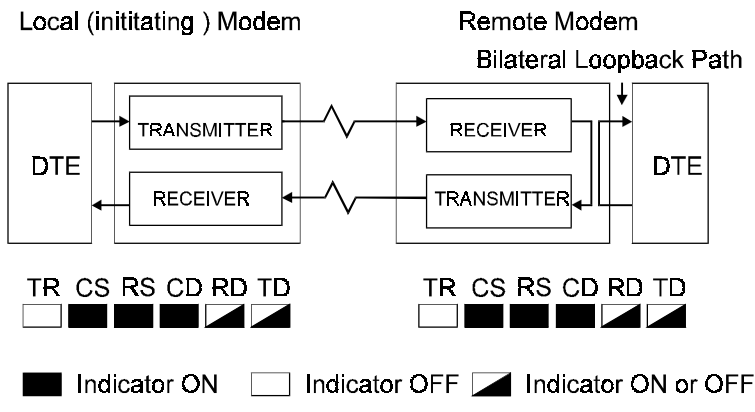 Local (inititating ) Modem
Remote Modem
Bilateral Loopback Path
DTE
TRANSMITTER
RECEIVER
DTE
RECEIVER
TRANSMITTER
TR CS RS CD RD TD
TR CS RS CD RD TD
Indicator ON
Indicator OFF
Indicator ON or OFF